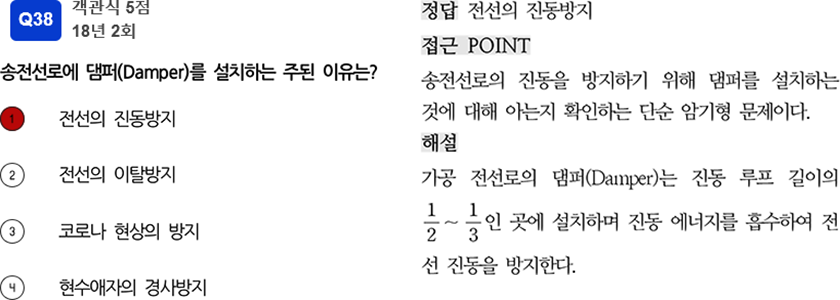 Q38
객관식 5점
18년 2회
송전선로에 댐퍼(Damper)를 설치하는 주된 이유는?
1 전선의 진동방지
2 전선의 이탈방지
3 코로나 현상의 방지
4 현수애자의 경사방지
정답 전선의 진동방지
접근 POINT
송전선로의 진동을 방지하기 위해 댐퍼를 설치하는
것에 대해 아는지 확인하는 단순 암기형 문제이다.
해설
가공 전선로의 댐퍼(Damper)는 진동 루프 길이의
1/2 ~ 1/3인 곳에 설치하며 진동 에너지를 흡수하여 전
선 진동을 방지한다.